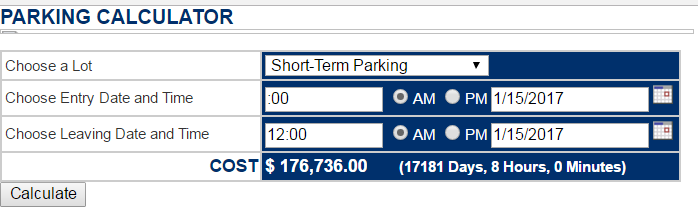 PARKING CALCULATOR
Choose a Lot Short-Term Parking
Choose Entry Date and Time :00 AM PM 1/15/2017
Choose Leaving Date and Time 12:00 AM PM 1/15/2017
COST $ 176,736.00 (17181 Days, 8 Hours, 0 Minutes)
Calculate